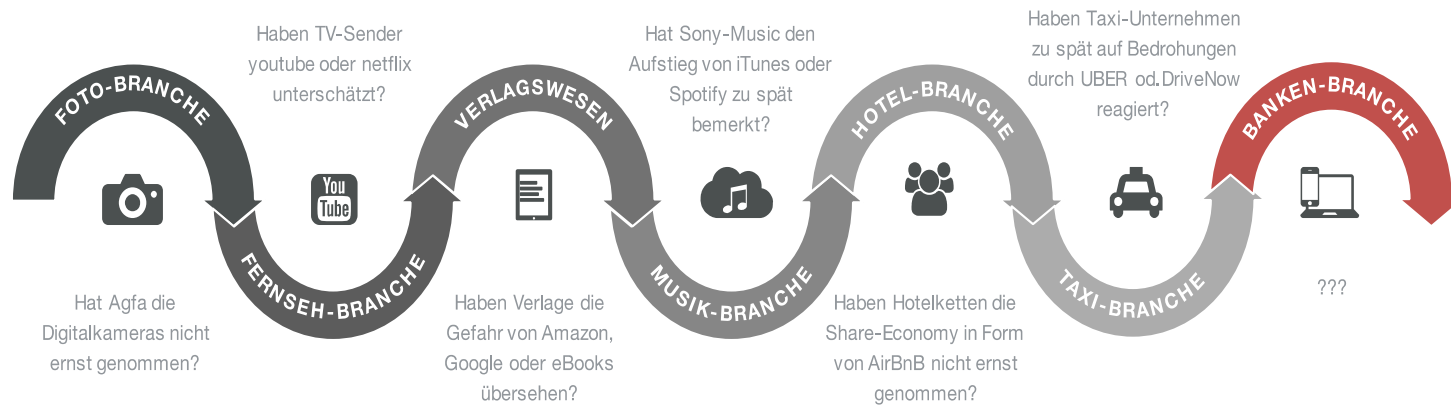 FOTO-BRANCHE
Hat Agfa die
Digitalkameras nicht
ernst genommen?
Haben TV-Sender
youtube oder netflix
unterschätzt?
You
Tube
FERNSEH-BRANCHE
VERLAGSWESEN
Haben Verlage die
Gefahr von Amazon,
Google oder eBooks
übersehen?
Hat Sony-Music den
Aufstieg von iTunes oder
Spotify zu spät
bemerkt?
MUSIK-BRANCHE
HOTEL-BRANCHE
Haben Hotelketten die
Share-Economy in Form
von AirBnB nicht ernst
genommen?
Haben Taxi-Unternehmen
zu spät auf Bedrohungen
durch UBER od.DriveNow
reagiert?
TAXI-BRANCHE
BANKEN-BRANCHE
???